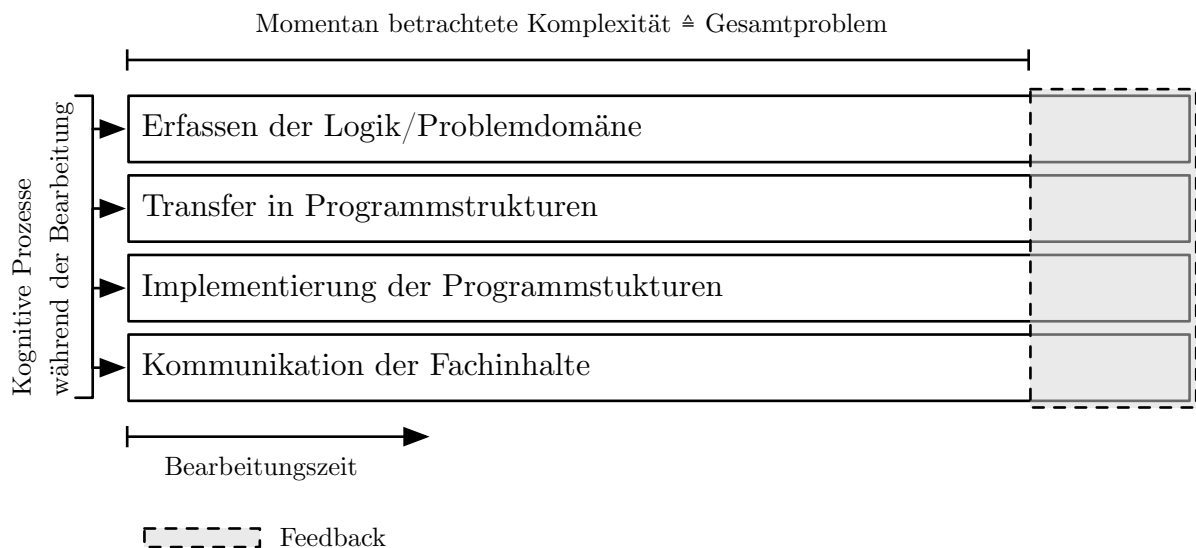 Momentan betrachtete Komplexität ≙ Gesamtproblem
Kognitive Prozesse
während der Bearbeitung
Erfassen der Logik/Problemdomäne
Transfer in Programmstrukturen
Implementierung der Programmstukturen
Kommunikation der Fachinhalte
Bearbeitungszeit
Feedback